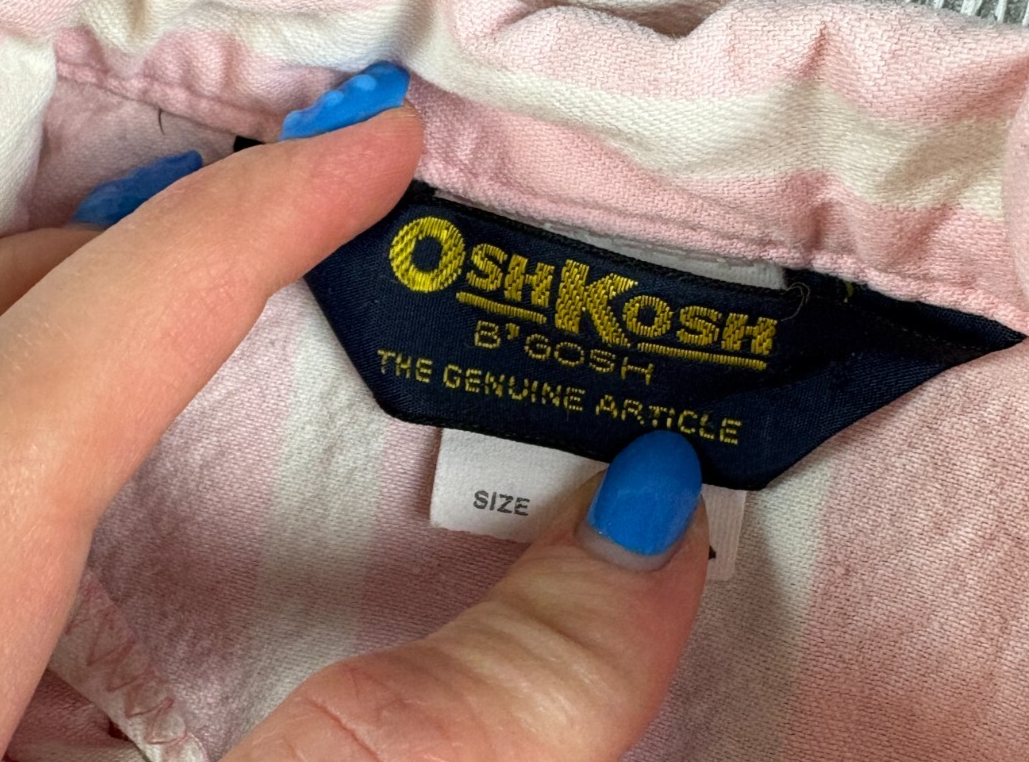 OSHKOSH
B'GOSH
THE GENUINE ARTICLE
SIZE